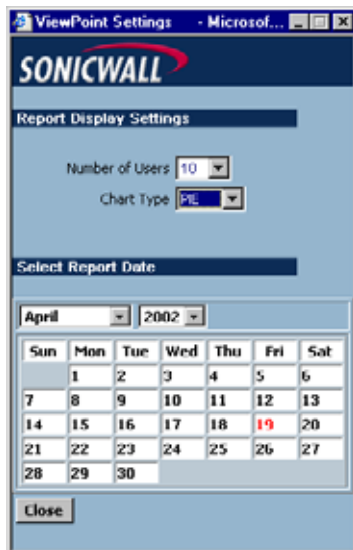 ViewPoint Settings - Microsof...
SONICWALL
Report Display Settings
Number of Users 10
Chart Type PIE
Select Report Date
April 2002
Sun Mon Tue Wed Thu Fri Sat
1 2 3 4 5 6
7 8 9 10 11 12 13
14 15 16 17 18 19 20
21 22 23 24 25 26 27
28 29 30
Close